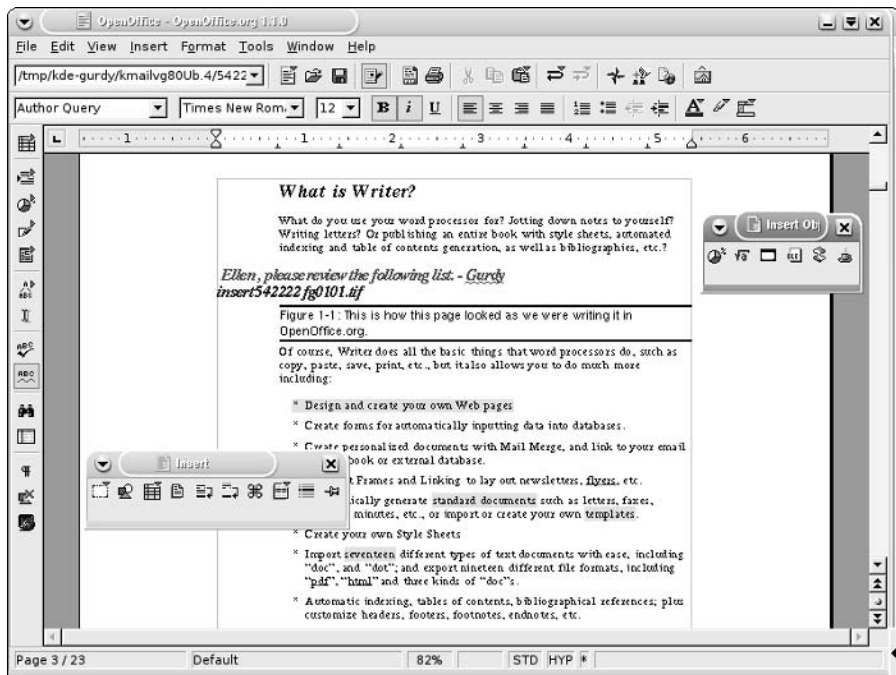 OpenOffice - OpenOffice.org 1.1.0
File Edit View Insert Format Tools Window Help
/tmp/kde-gurdy/kmailvg80Ub.4/5422
Author Query Times New Rom 12 B i U A
1 1 2 3 4 5 6
What is Writer?
What do you use your word processor for? Jotting down notes to yourself?
Writing letters? Or publishing an entire book with style sheets, automated
indexing and table of contents generation, as well as bibliographies, etc.?
Insert Obj
Ellen, please review the following list. - Gurdy
insert542222 fg0101.tif
Figure 1-1: This is how this page looked as we were writing it in
OpenOffice.org.
Of course, Writer does all the basic things that word processors do, such as
copy, paste, save, print, etc., but it also allows you to do much more
including:
* Design and create your own Web pages
* Create forms for automatically inputting data into databases.
* Create personalized documents with Mail Merge, and link to your email
book or external database.
Insert
t Frames and Linking to lay out newsletters, flyers, etc.
ically generate standard documents such as letters, faxes,
minutes, etc., or import or create your own templates.
* Create your own Style Sheets
* Import seventeen different types of text documents with ease, including
"doc", and "dot"; and export nineteen different file formats, including
"pdf", "html" and three kinds of "doc"s.
* Automatic indexing, tables of contents, bibliographical references; plus
customize headers, footers, footnotes, endnotes, etc.
Page 3 / 23 Default 82% STD HYP *